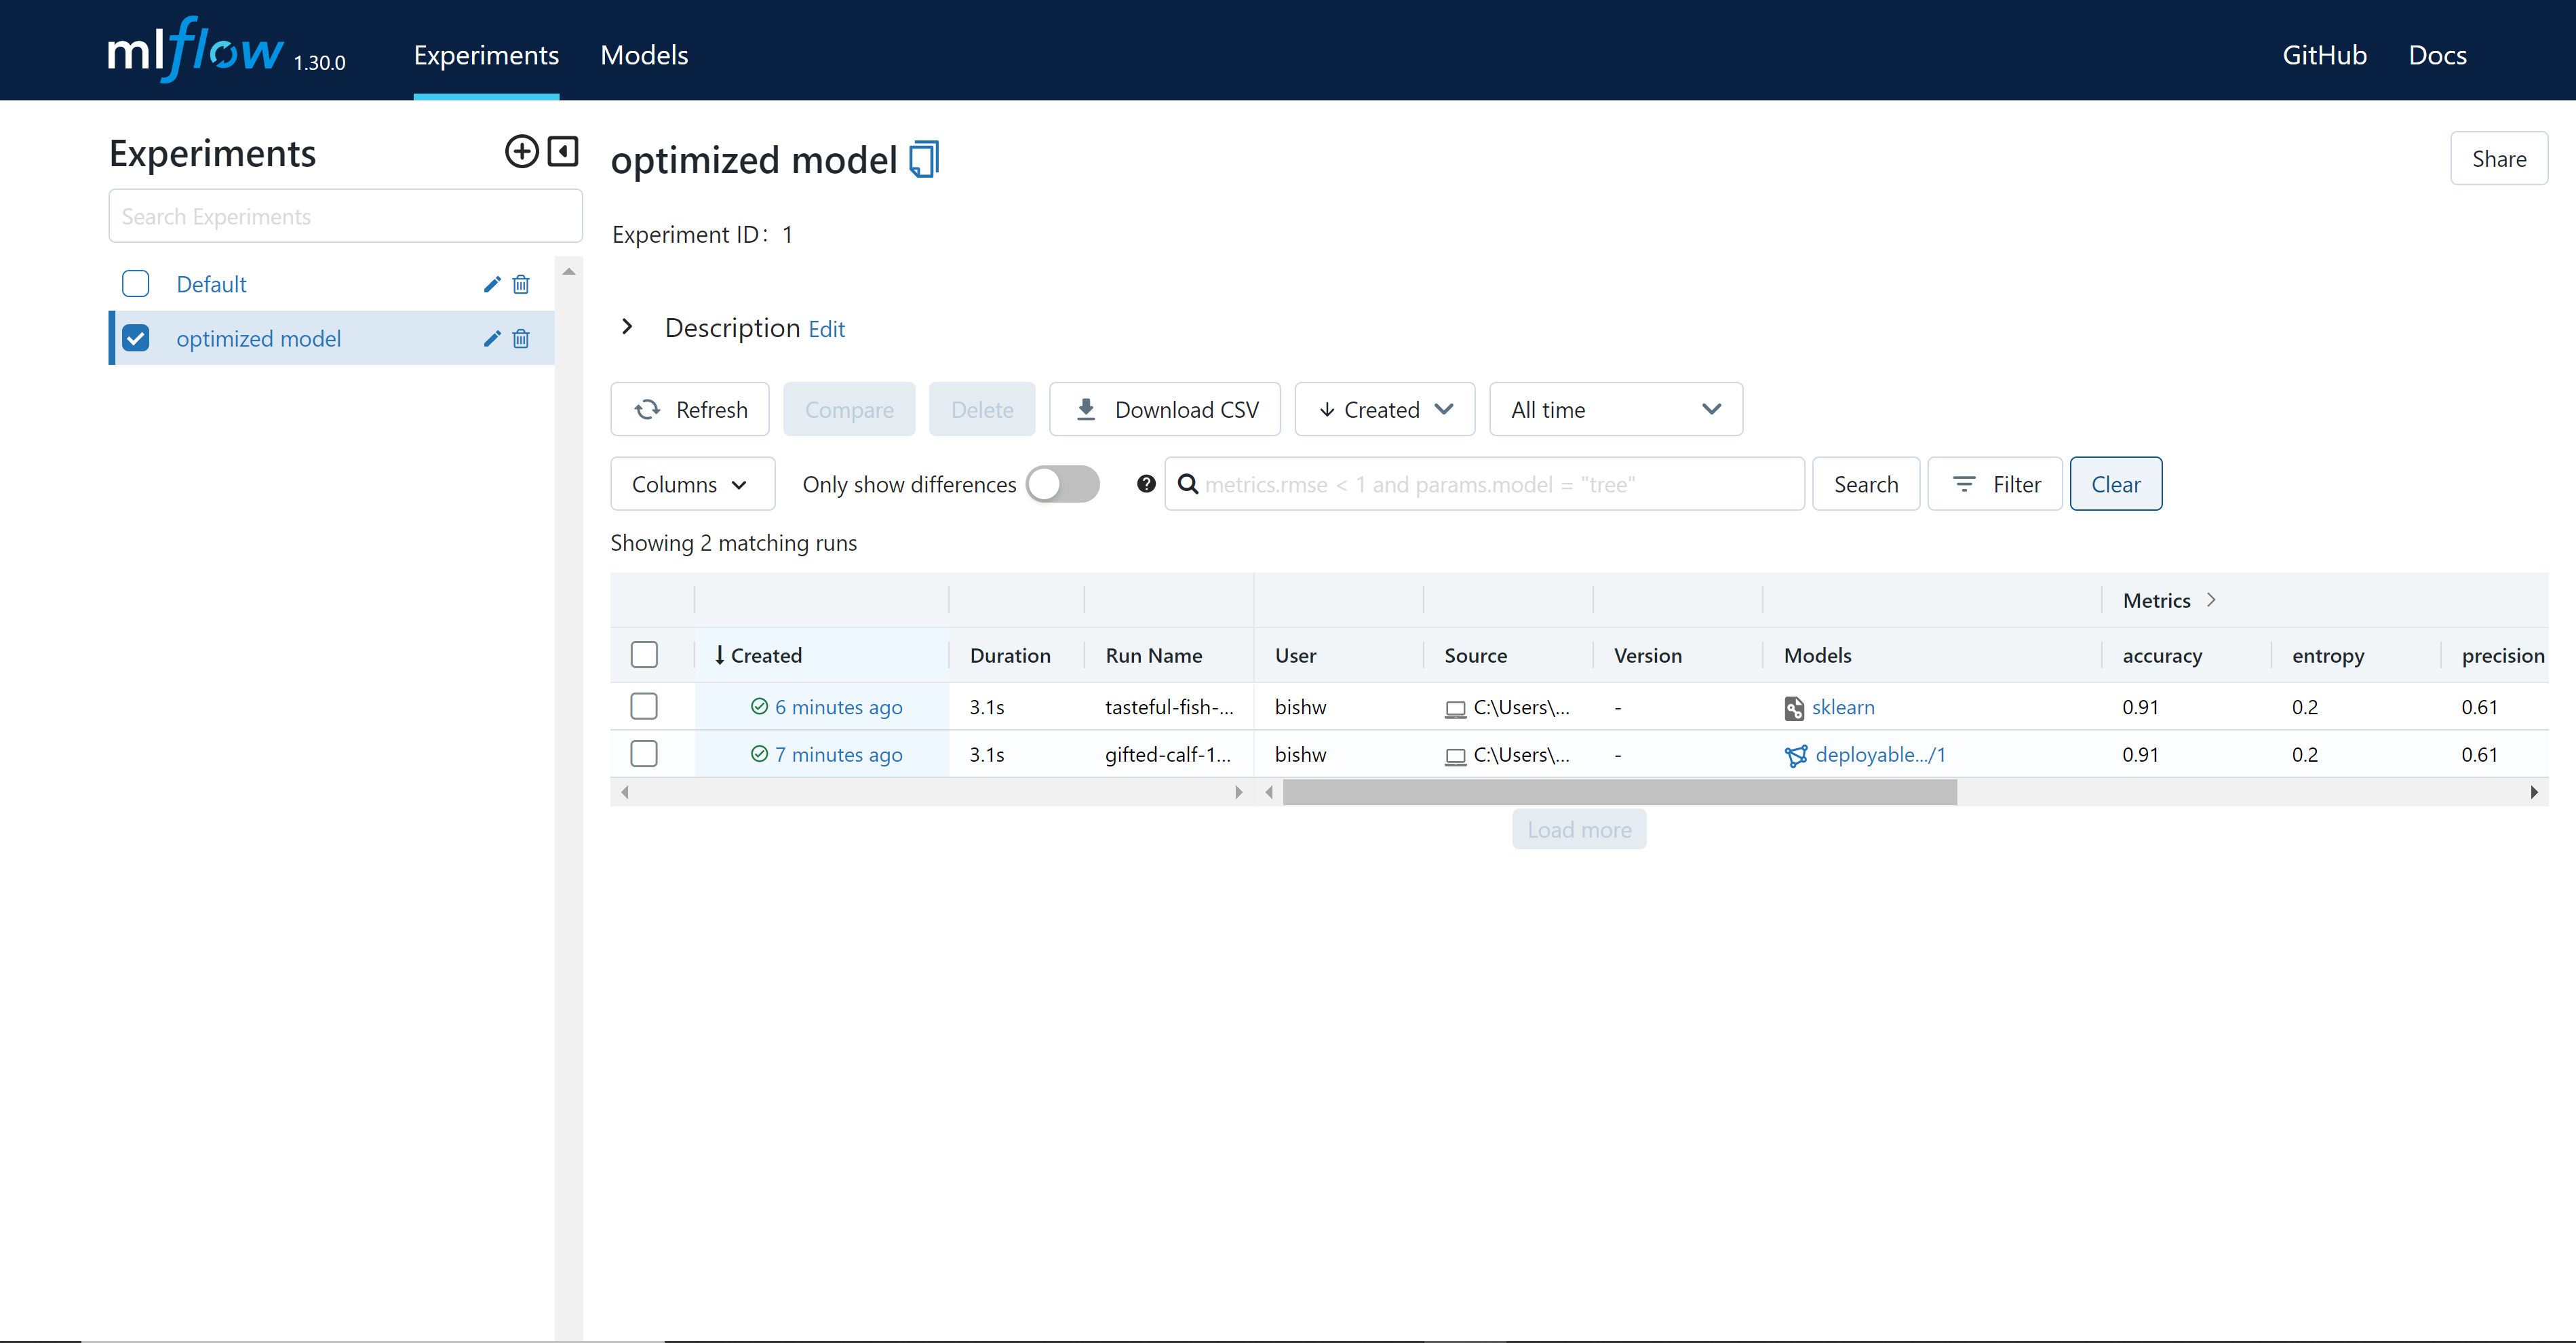 mlflow 1.30.0 Experiments Models GitHub Docs
Experiments
Search Experiments
Default
optimized model
optimized model
Share
Experiment ID: 1
Description Edit
Refresh Compare Delete Download CSV ↓ Created All time
Columns Only show differences metrics.rmse < 1 and params.model = "tree" Search Filter Clear
Showing 2 matching runs
Metrics
↓ Created Duration Run Name User Source Version Models accuracy entropy precision
6 minutes ago 3.1s tasteful-fish-... bishw C:\Users\... - sklearn 0.91 0.2 0.61
7 minutes ago 3.1s gifted-calf-1... bishw C:\Users\... - deployable.../1 0.91 0.2 0.61
Load more